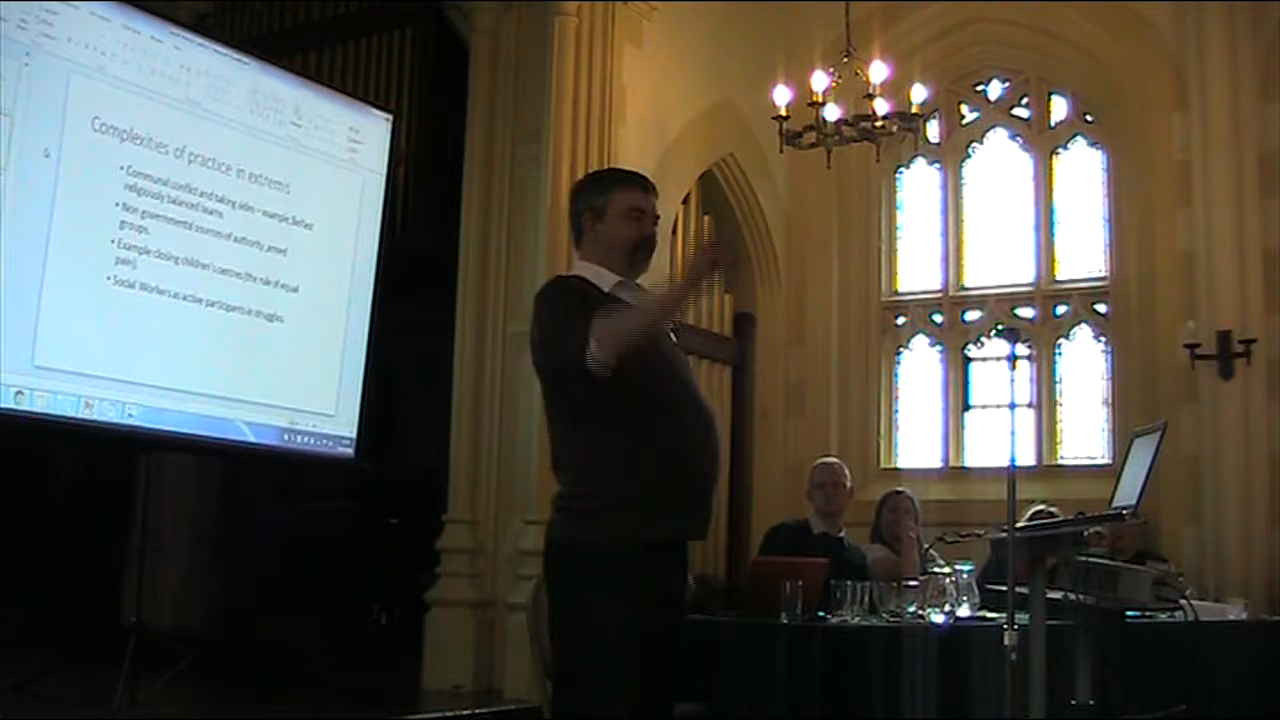 Complexities of practice in extremis
• Communal conflict and taking sides – example, Belfast
religiously balanced teams.
• Non governmental sources of authority, armed
groups.
• Example closing children's centres (the rule of equal
pain).
• Social Workers as active participants in struggles.